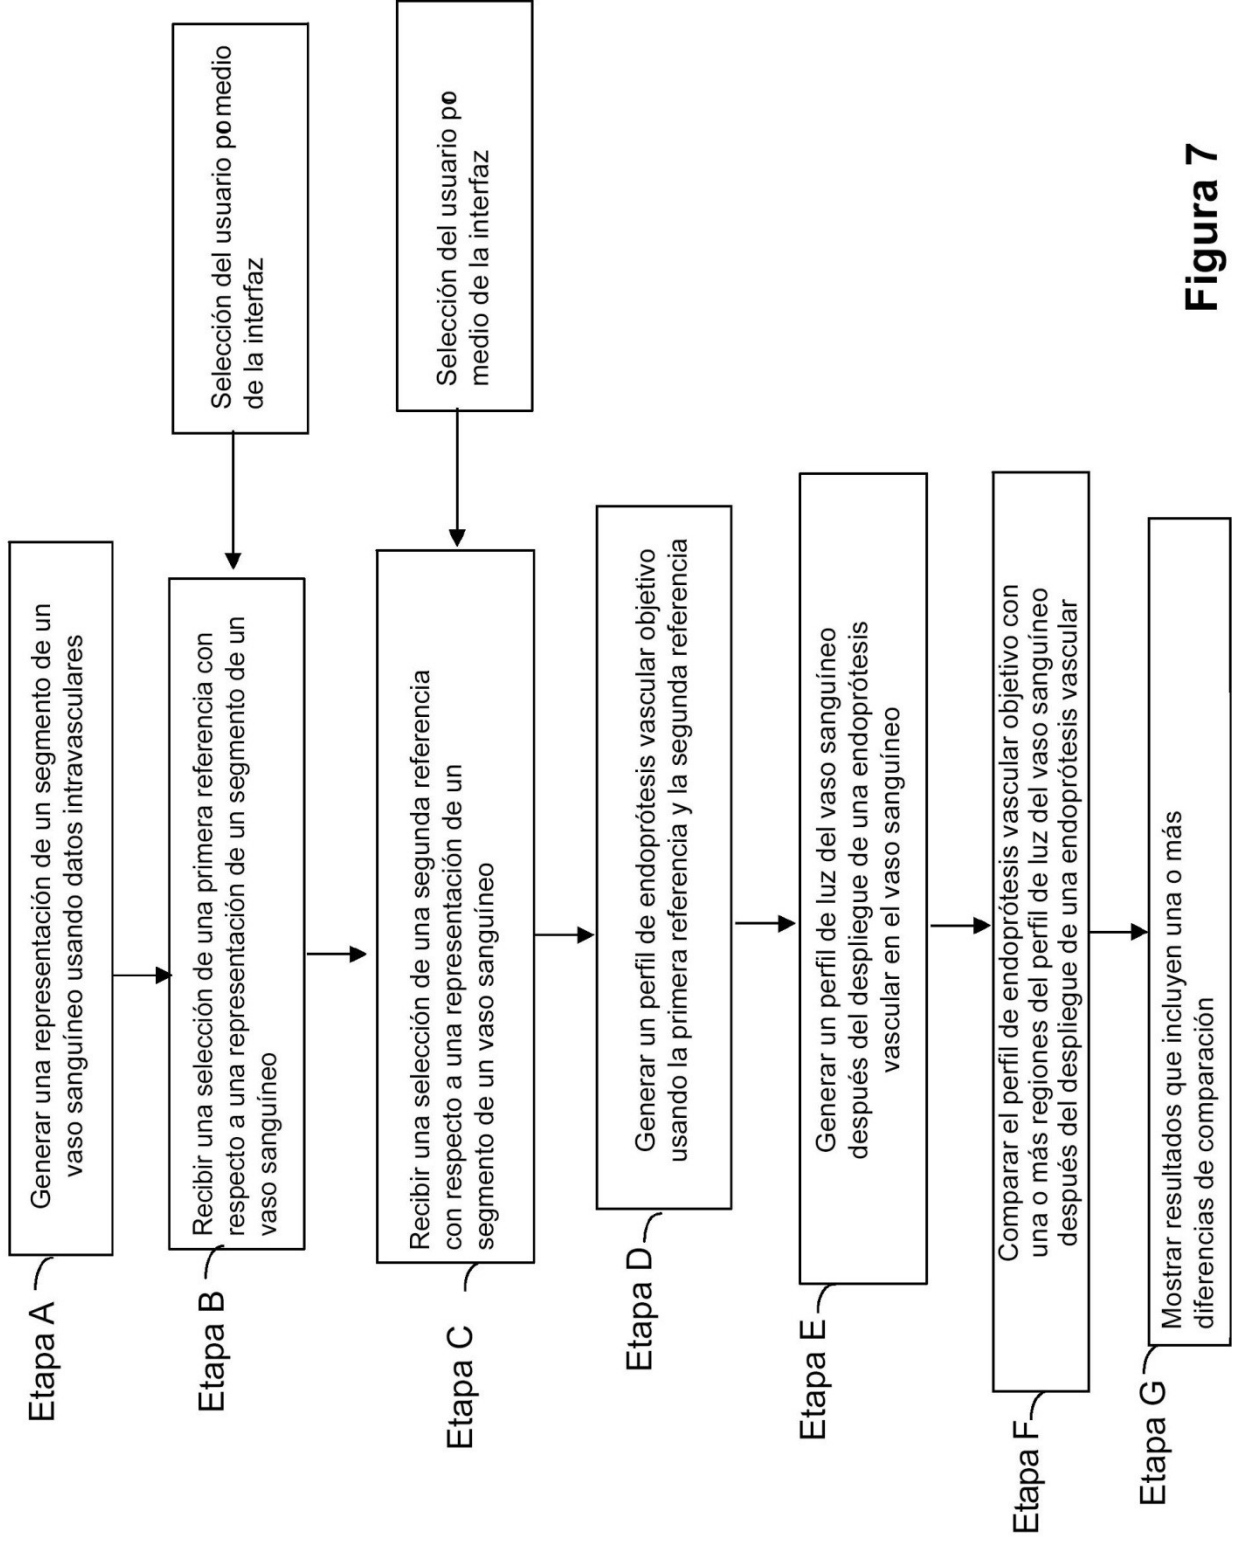 Etapa A
Generar una representación de un segmento de un
vaso sanguíneo usando datos intravasculares
Etapa B
Recibir una selección de una primera referencia con
respecto a una representación de un segmento de un
vaso sanguíneo
Selección del usuario po medio
de la interfaz
Etapa C
Recibir una selección de una segunda referencia
con respecto a una representación de un
segmento de un vaso sanguíneo
Selección del usuario po
medio de la interfaz
Etapa D
Generar un perfil de endoprótesis vascular objetivo
usando la primera referencia y la segunda referencia
Etapa E
Generar un perfil de luz del vaso sanguíneo
después del despliegue de una endoprótesis
vascular en el vaso sanguíneo
Etapa F
Comparar el perfil de endoprótesis vascular objetivo con
una o más regiones del perfil de luz del vaso sanguíneo
después del despliegue de una endoprótesis vascular
Etapa G
Mostrar resultados que incluyen una o más
diferencias de comparación
Figura 7